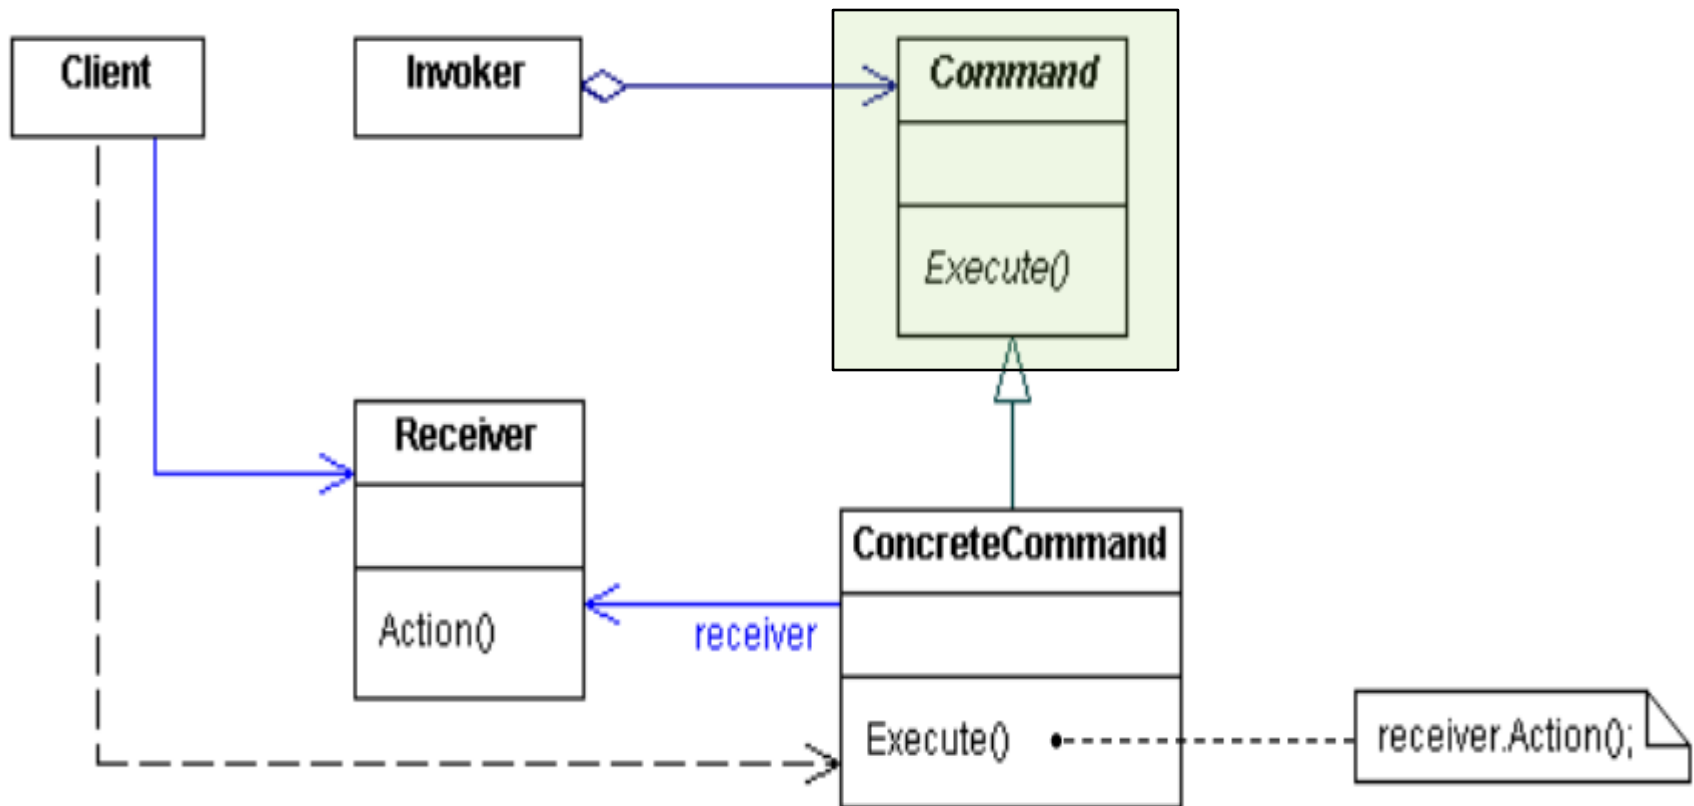 Client
Invoker
Command
Execute()
Receiver
Action()
receiver
ConcreteCommand
Execute()
receiver.Action();